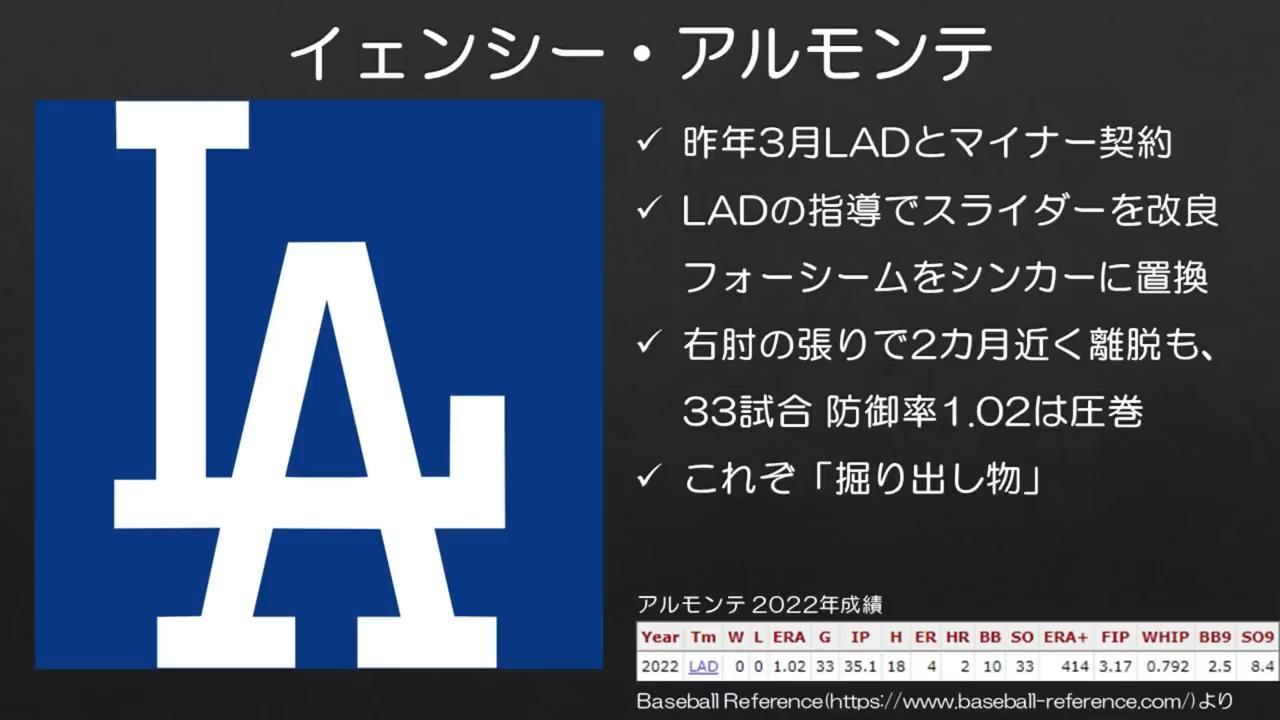 イェンシー・アルモンテ
LA
✓ 昨年3月LADとマイナー契約
✓ LADの指導でスライダーを改良
フォーシームをシンカーに置換
✓ 右肘の張りで2カ月近く離脱も、
33試合 防御率1.02は圧巻
✓ これぞ「掘り出し物」
アルモンテ 2022年成績
Year Tm W L ERA G IP H ER HR BB SO ERA+ FIP WHIP BB9 SO9
2022 LAD 0 0 1.02 33 35.1 18 4 2 10 33 414 3.17 0.792 2.5 8.4
Baseball Reference(https://www.baseball-reference.com/)より